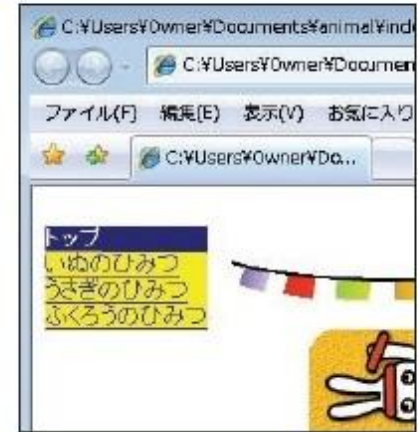 C:¥Users¥Owner¥Documents¥animal¥ind
C:¥Users¥Owner¥Documen
ファイル(F) 編集(E) 表示(V) お気に入り
C:¥Users¥Owner¥Do...
トップ
いぬのひみつ
うさぎのひみつ
ふくろうのひみつ